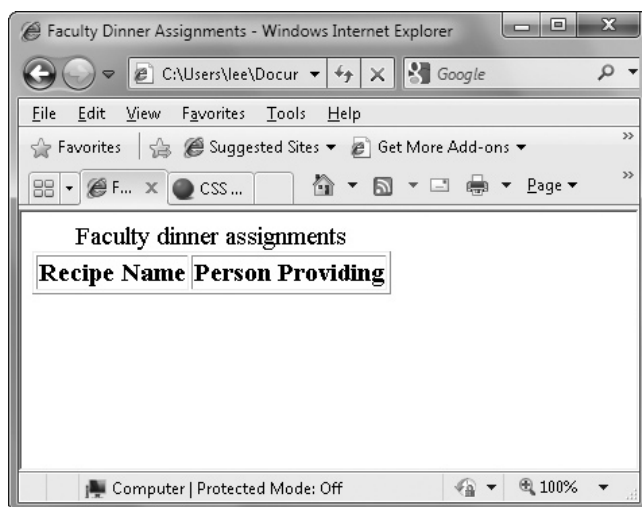 Faculty Dinner Assignments - Windows Internet Explorer
C:\Users\lee\Docur Google
File Edit View Favorites Tools Help
Favorites Suggested Sites Get More Add-ons »
F... x CSS ... Page »
Faculty dinner assignments
Recipe Name Person Providing
Computer | Protected Mode: Off 100%